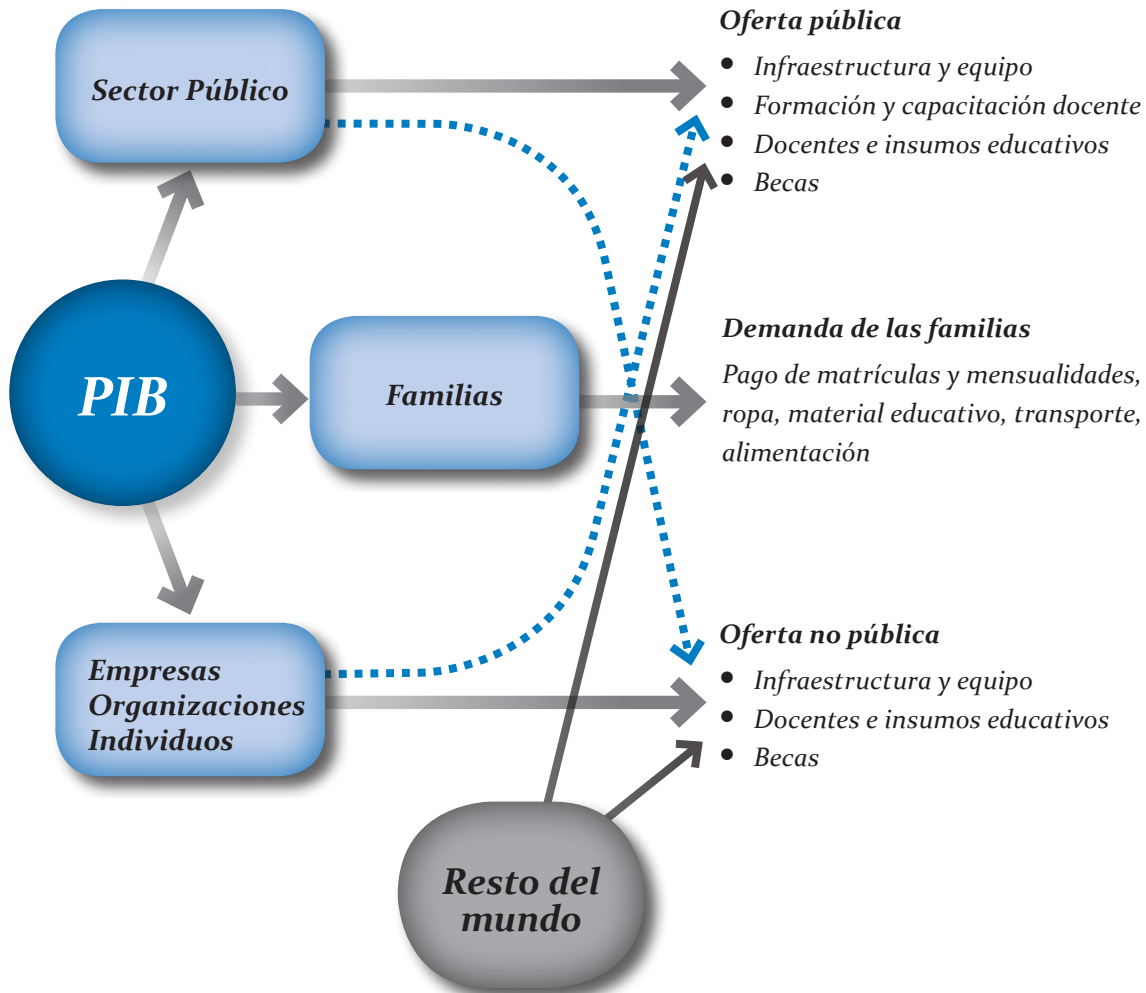 Oferta pública
• Infraestructura y equipo
• Formación y capacitación docente
• Docentes e insumos educativos
• Becas
Sector Público
PIB
Familias
Demanda de las familias
Pago de matrículas y mensualidades,
ropa, material educativo, transporte,
alimentación
Empresas
Organizaciones
Individuos
Oferta no pública
• Infraestructura y equipo
• Docentes e insumos educativos
• Becas
Resto del
mundo